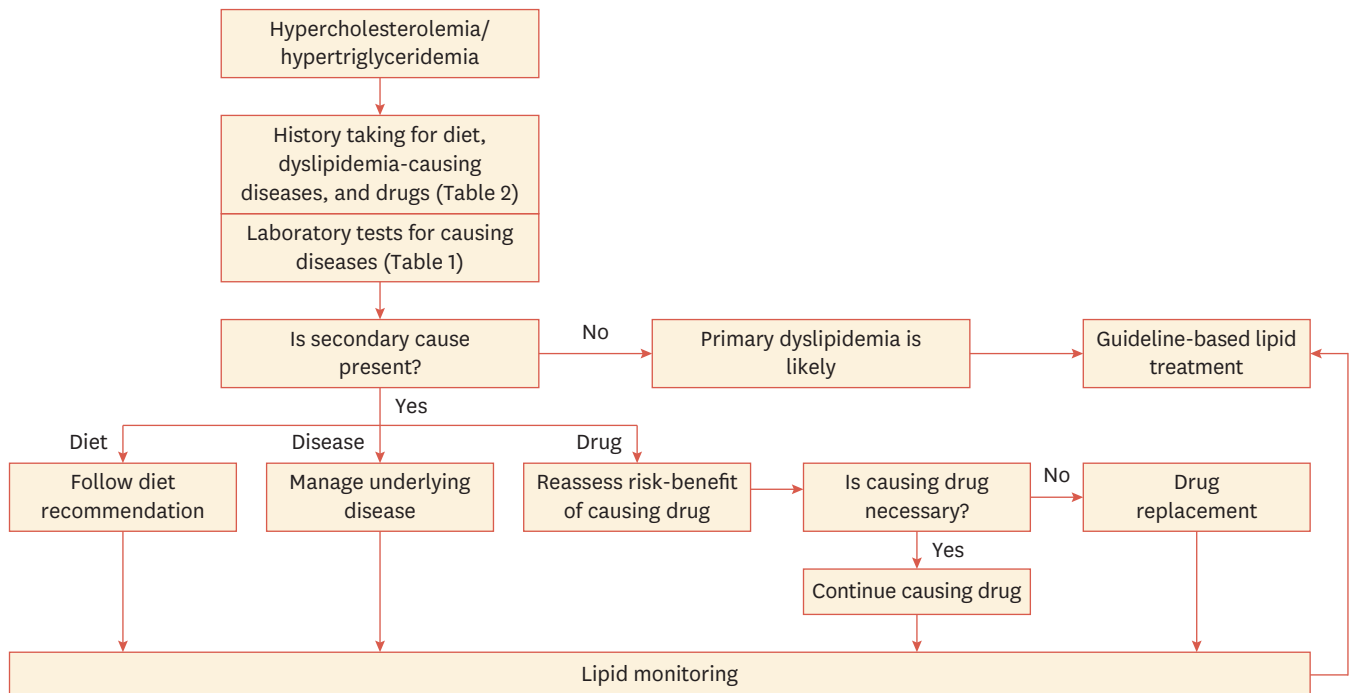 Hypercholesterolemia/
hypertriglyceridemia
History taking for diet,
dyslipidemia-causing
diseases, and drugs (Table 2)
Laboratory tests for causing
diseases (Table 1)
Is secondary cause
present?
No
Primary dyslipidemia is
likely
Guideline-based lipid
treatment
Yes
Diet
Disease
Drug
Follow diet
recommendation
Manage underlying
disease
Reassess risk-benefit
of causing drug
Is causing drug
necessary?
No
Drug
replacement
Yes
Continue causing drug
Lipid monitoring